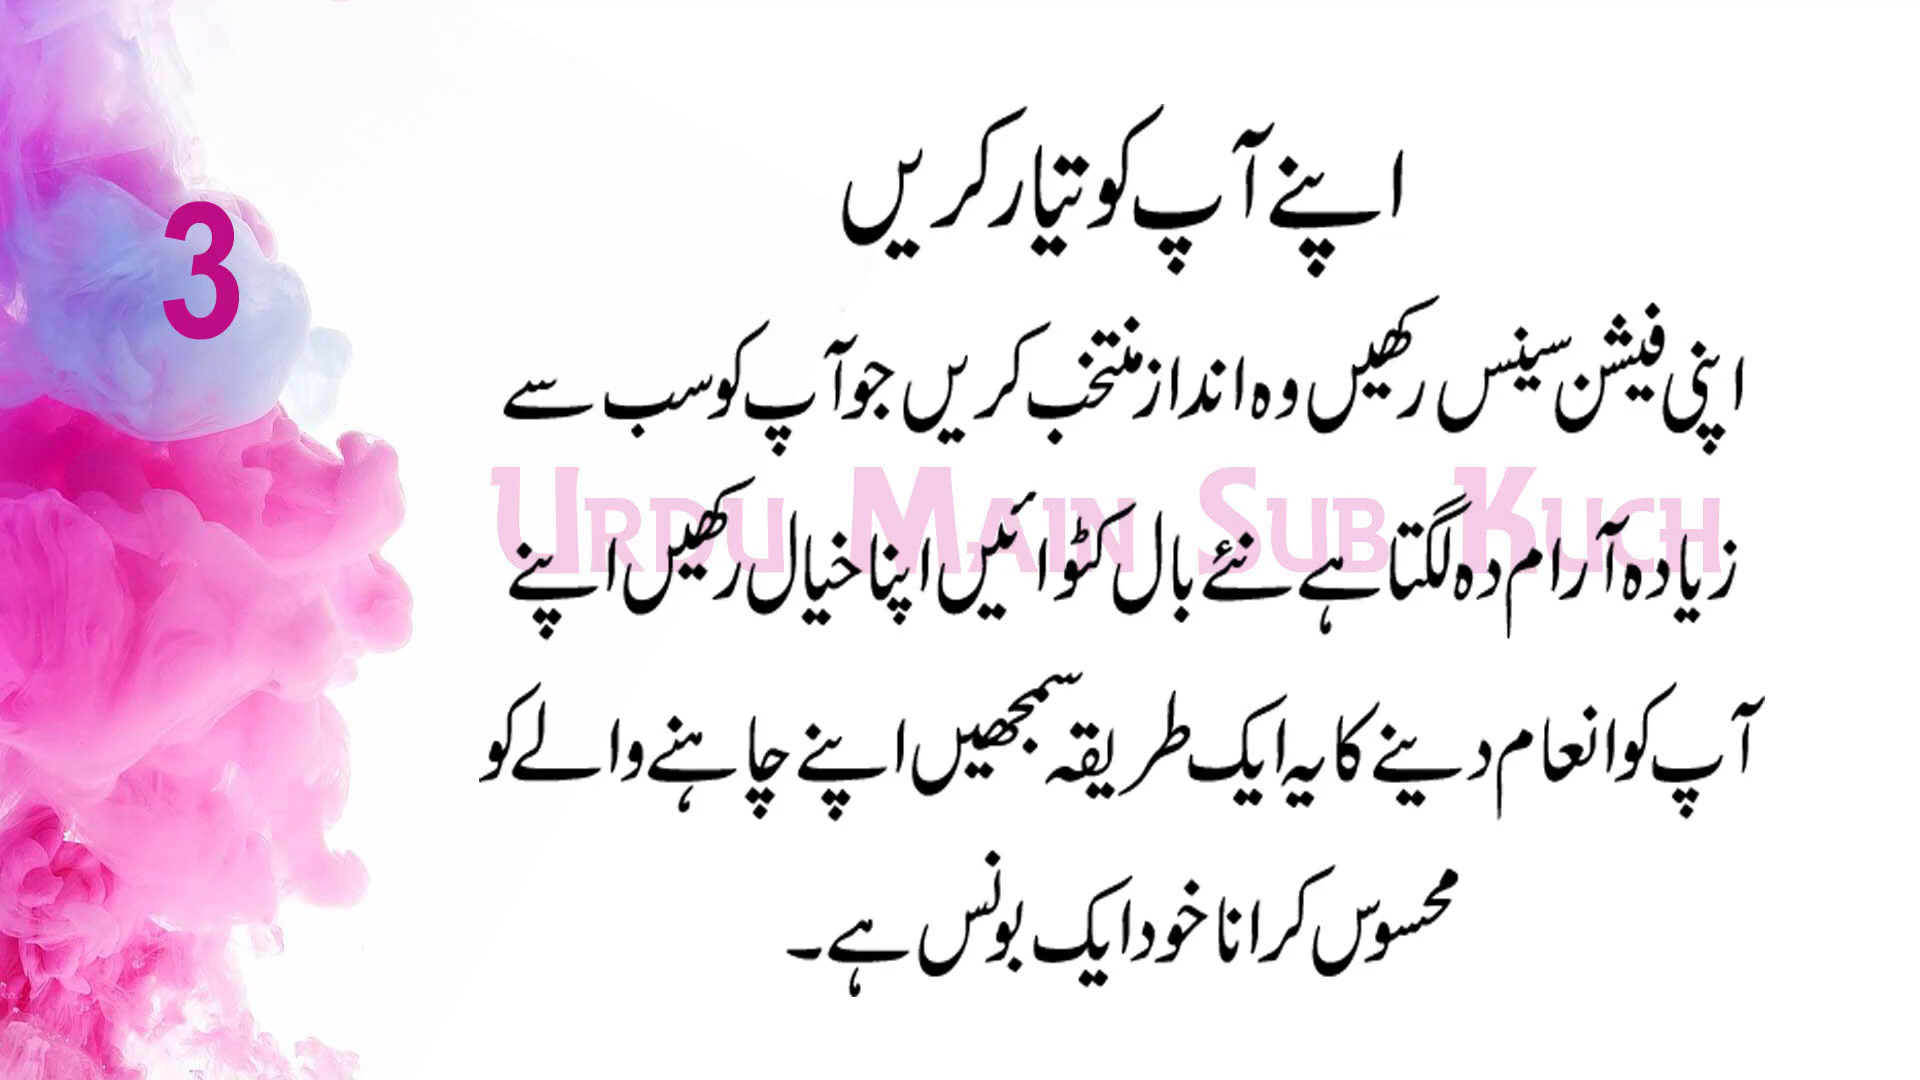 3
اپنے آپ کو تیار کریں
اپنی فیشن سینس رکھیں وہ انداز منتخب کریں جو آپ کو سب سے
زیادہ آرام دہ لگتا ہے نئے بال کٹوائیں اپنا خیال رکھیں اپنے
آپ کو انعام دینے کا یہ ایک طریقہ سمجھیں اپنے چاہنے والے کو
محسوس کرانا خود ایک بونس ہے۔
Urdu Main Sub Kuch